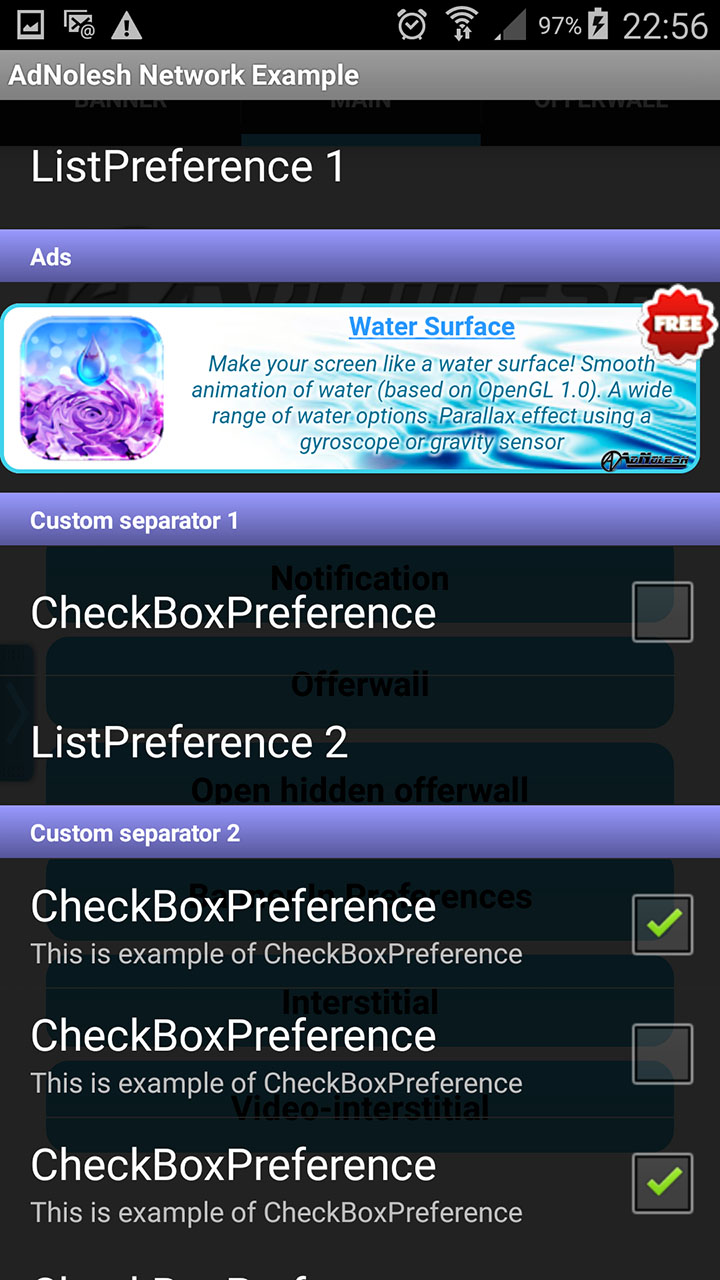 97%
22:56
AdNolesh Network Example
BANNER
MAIN
OFFERWALL
ListPreference 1
Ads
Water Surface
FREE
Make your screen like a water surface! Smooth
animation of water (based on OpenGL 1.0). A wide
range of water options. Parallax effect using a
gyroscope or gravity sensor
ADNOLESH
Custom separator 1
Notification
CheckBoxPreference
Offerwall
ListPreference 2
Open hidden offerwall
Custom separator 2
Banner In Preferences
CheckBoxPreference
This is example of CheckBoxPreference
Interstitial
CheckBoxPreference
This is example of CheckBoxPreference
Video-interstitial
CheckBoxPreference
This is example of CheckBoxPreference
CheckBoxPreference